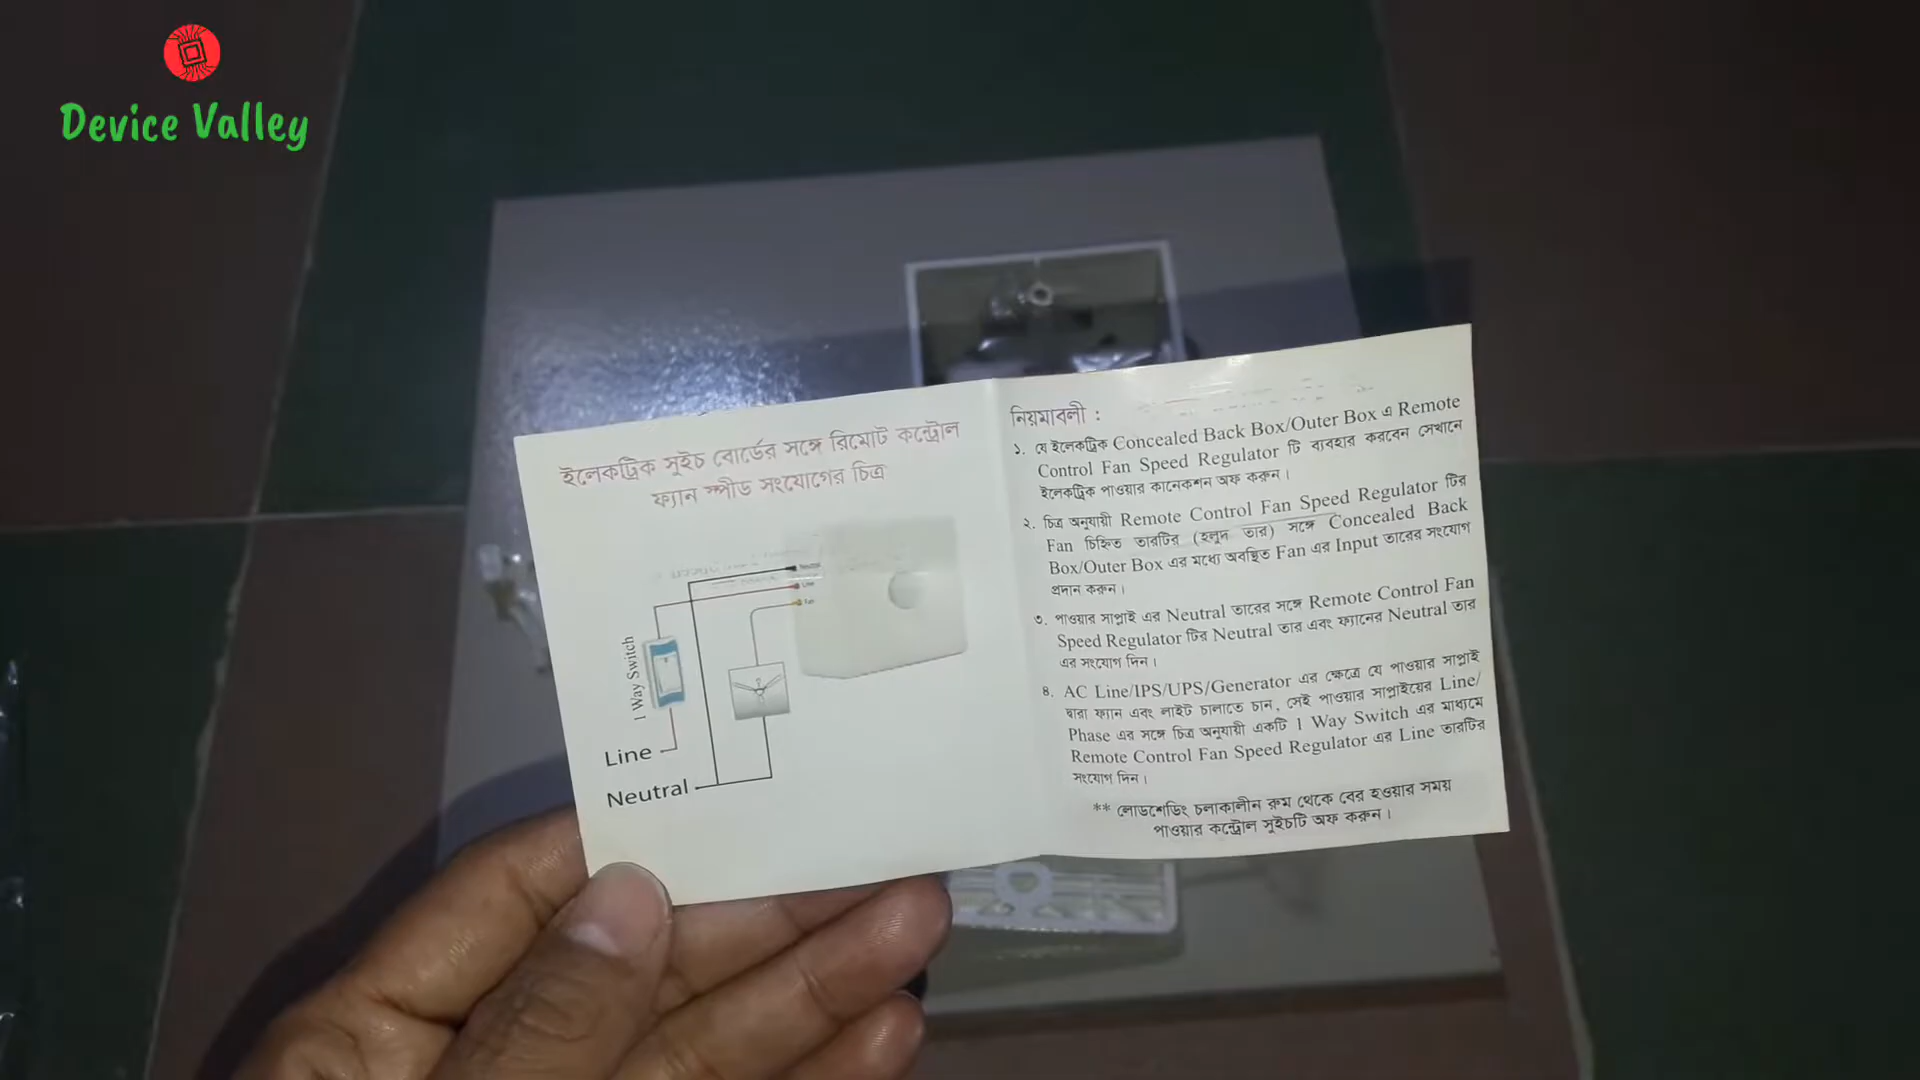 Device Valley
ইলেকট্রিক সুইচ বোর্ডের সঙ্গে রিমোট কন্ট্রোল
ফ্যান স্পীড সংযোগের চিত্র
Neutral
Line
Fan
1 Way Switch
Line
Neutral
নিয়মাবলী :
১. যে ইলেকট্রিক Concealed Back Box/Outer Box এ Remote
Control Fan Speed Regulator টি ব্যবহার করবেন সেখানে
ইলেকট্রিক পাওয়ার কানেকশন অফ করুন।
২. চিত্র অনুযায়ী Remote Control Fan Speed Regulator টির
Fan চিহ্নিত তারটির (হলুদ তার) সঙ্গে Concealed Back
Box/Outer Box এর মধ্যে অবস্থিত Fan এর Input তারের সংযোগ
প্রদান করুন।
৩. পাওয়ার সাপ্লাই এর Neutral তারের সঙ্গে Remote Control Fan
Speed Regulator টির Neutral তার এবং ফ্যানের Neutral তার
এর সংযোগ দিন।
৪. AC Line/IPS/UPS/Generator এর ক্ষেত্রে যে পাওয়ার সাপ্লাই
দ্বারা ফ্যান এবং লাইট চালাতে চান, সেই পাওয়ার সাপ্লাইয়ের Line/
Phase এর সঙ্গে চিত্র অনুযায়ী একটি 1 Way Switch এর মাধ্যমে
Remote Control Fan Speed Regulator এর Line তারটির
সংযোগ দিন।
** লোডশেডিং চলাকালীন রুম থেকে বের হওয়ার সময়
পাওয়ার কন্ট্রোল সুইচটি অফ করুন।